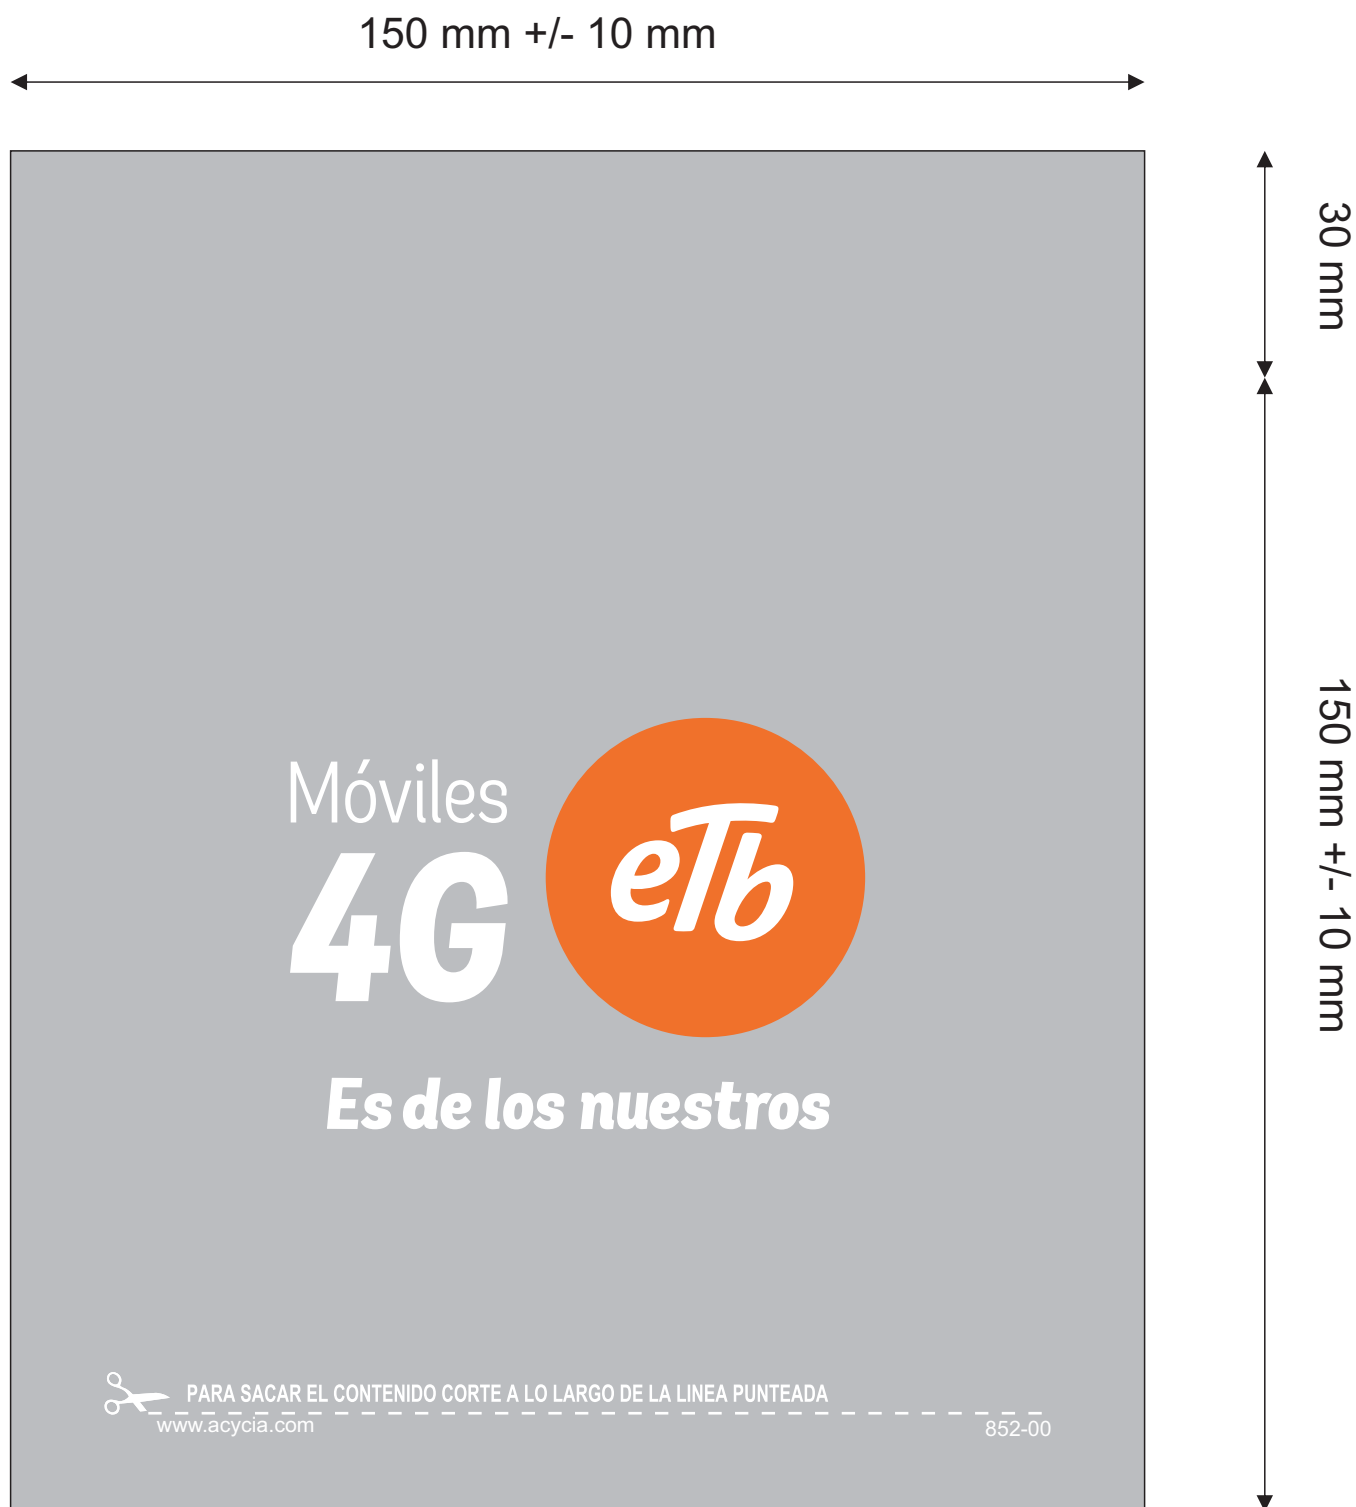 150 mm +/- 10 mm
30 mm
150 mm +/- 10 mm
Móviles
4G
eTb
Es de los nuestros
PARA SACAR EL CONTENIDO CORTE A LO LARGO DE LA LINEA PUNTEADA
www.acycia.com
852-00